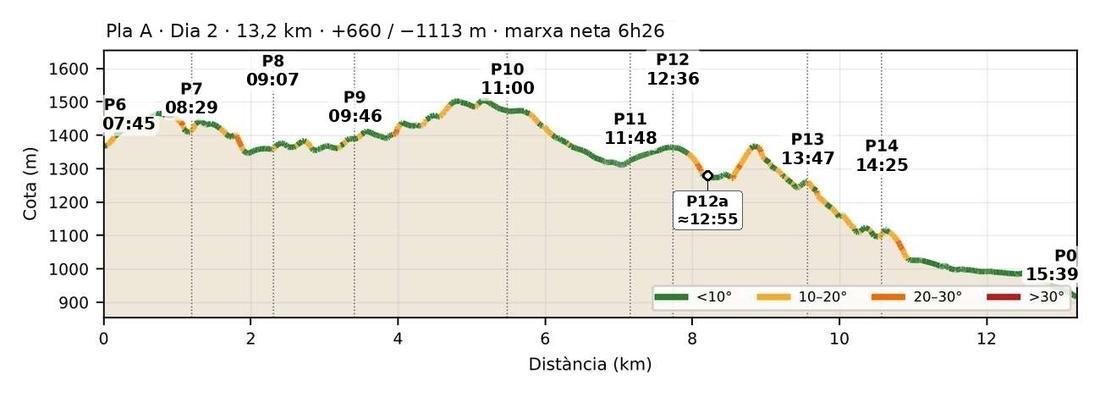 Pla A · Dia 2 · 13,2 km · +660 / −1113 m · marxa neta 6h26
P6
07:45
P7
08:29
P8
09:07
P9
09:46
P10
11:00
P11
11:48
P12
12:36
P12a
≈12:55
P13
13:47
P14
14:25
P0
15:39
Cota (m)
1600
1500
1400
1300
1200
1100
1000
900
<10°
10–20°
20–30°
>30°
0
2
4
6
8
10
12
Distància (km)